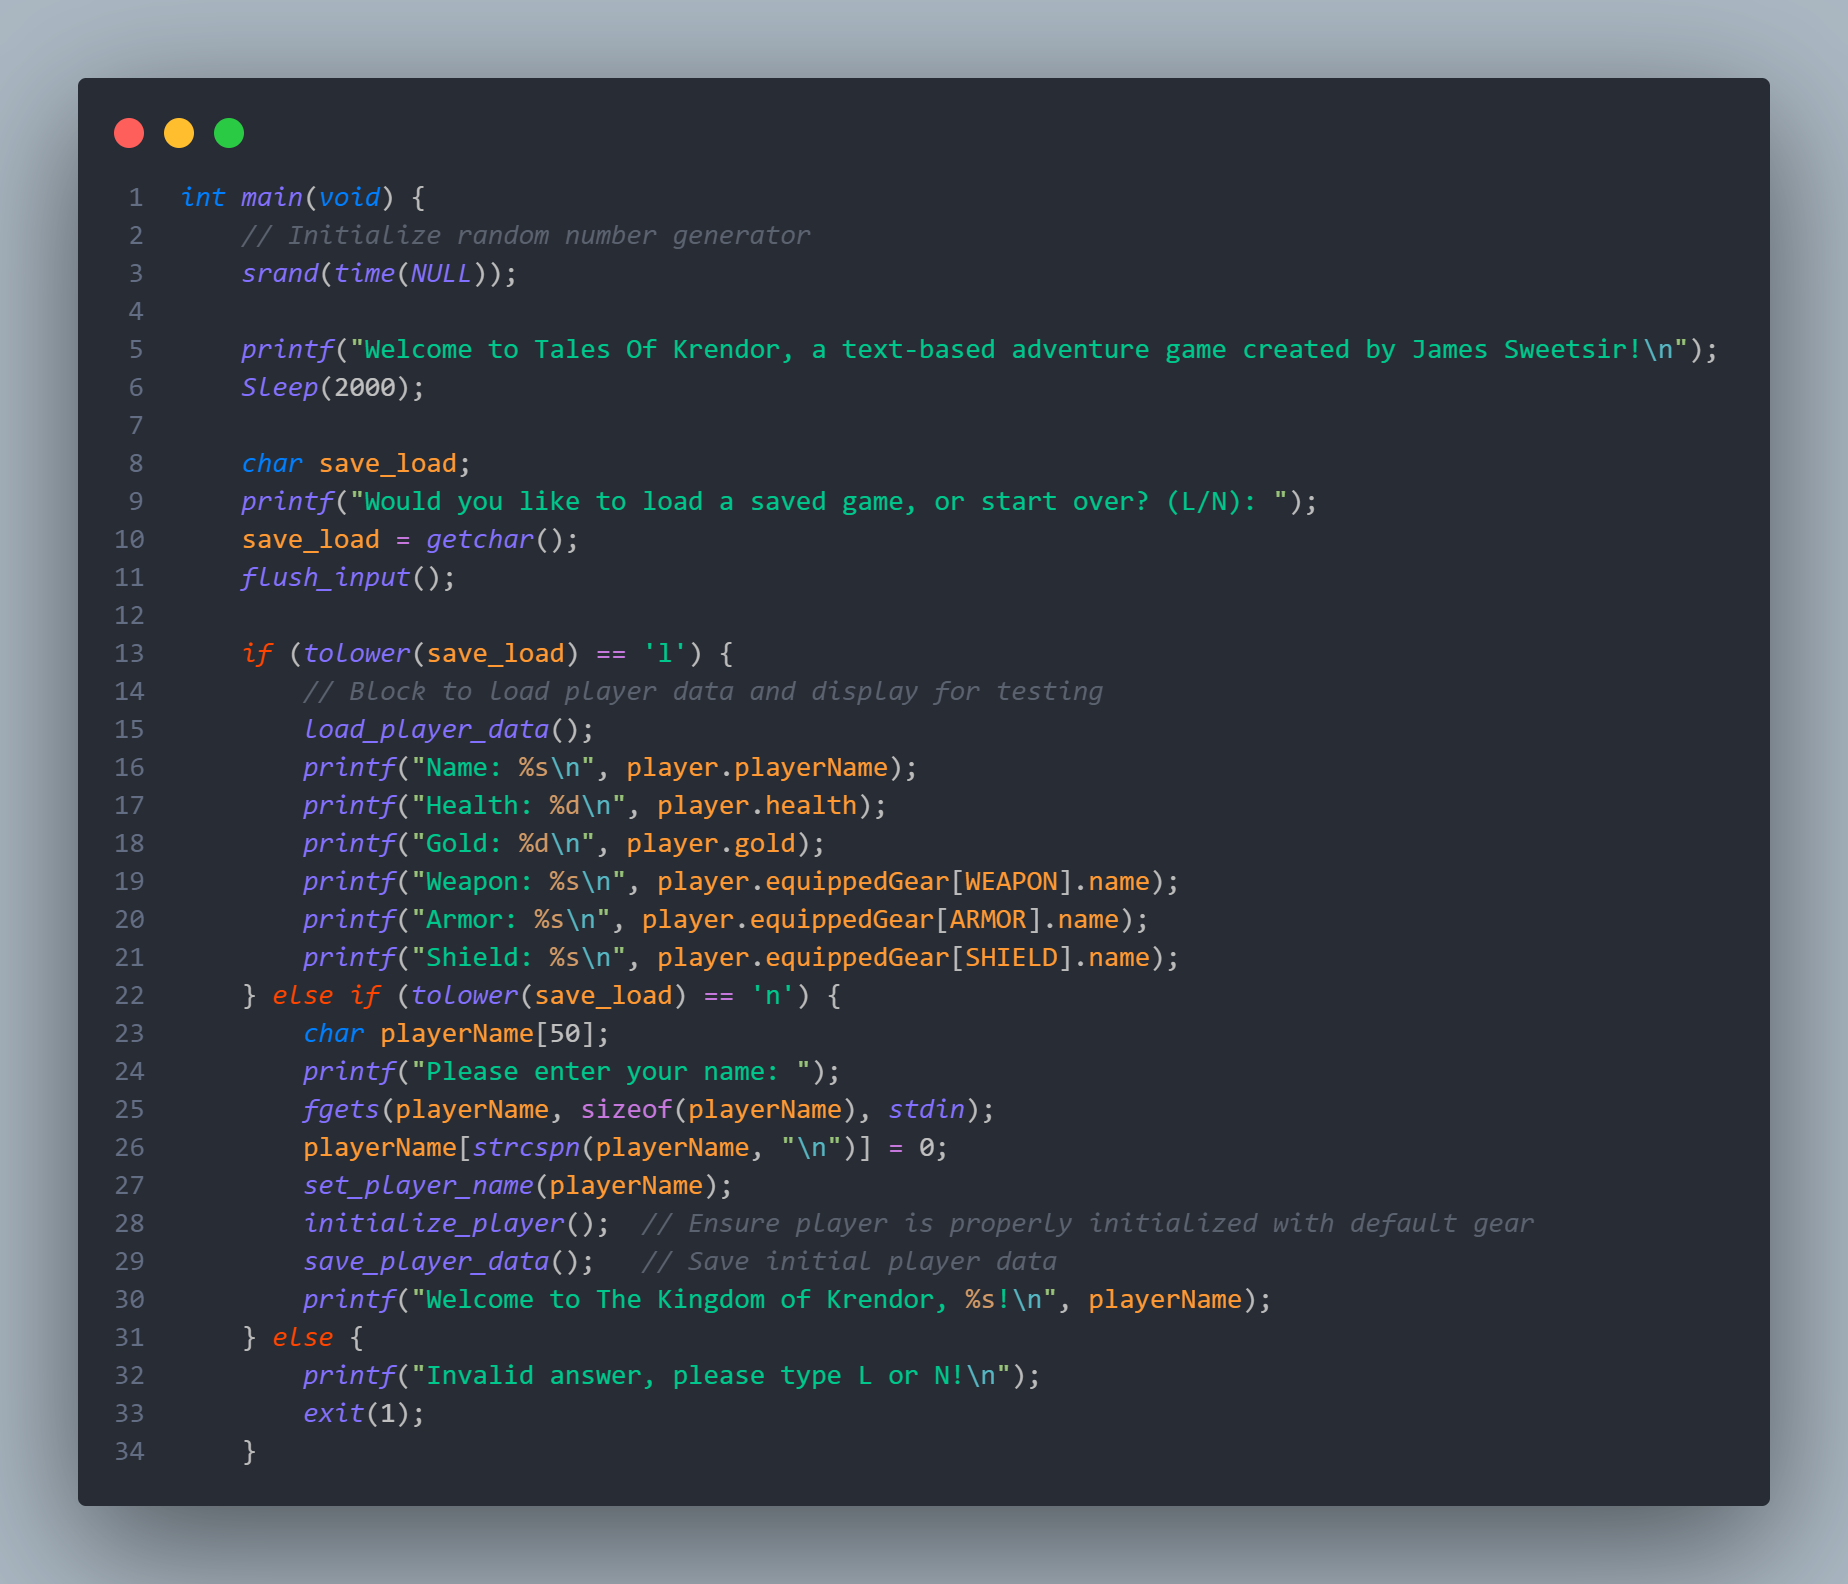 1 int main(void) {
2     // Initialize random number generator
3     srand(time(NULL));
4
5     printf("Welcome to Tales Of Krendor, a text-based adventure game created by James Sweetsir!\n");
6     Sleep(2000);
7
8     char save_load;
9     printf("Would you like to load a saved game, or start over? (L/N): ");
10     save_load = getchar();
11     flush_input();
12
13     if (tolower(save_load) == 'l') {
14         // Block to load player data and display for testing
15         load_player_data();
16         printf("Name: %s\n", player.playerName);
17         printf("Health: %d\n", player.health);
18         printf("Gold: %d\n", player.gold);
19         printf("Weapon: %s\n", player.equippedGear[WEAPON].name);
20         printf("Armor: %s\n", player.equippedGear[ARMOR].name);
21         printf("Shield: %s\n", player.equippedGear[SHIELD].name);
22     } else if (tolower(save_load) == 'n') {
23         char playerName[50];
24         printf("Please enter your name: ");
25         fgets(playerName, sizeof(playerName), stdin);
26         playerName[strcspn(playerName, "\n")] = 0;
27         set_player_name(playerName);
28         initialize_player();  // Ensure player is properly initialized with default gear
29         save_player_data();   // Save initial player data
30         printf("Welcome to The Kingdom of Krendor, %s!\n", playerName);
31     } else {
32         printf("Invalid answer, please type L or N!\n");
33         exit(1);
34     }